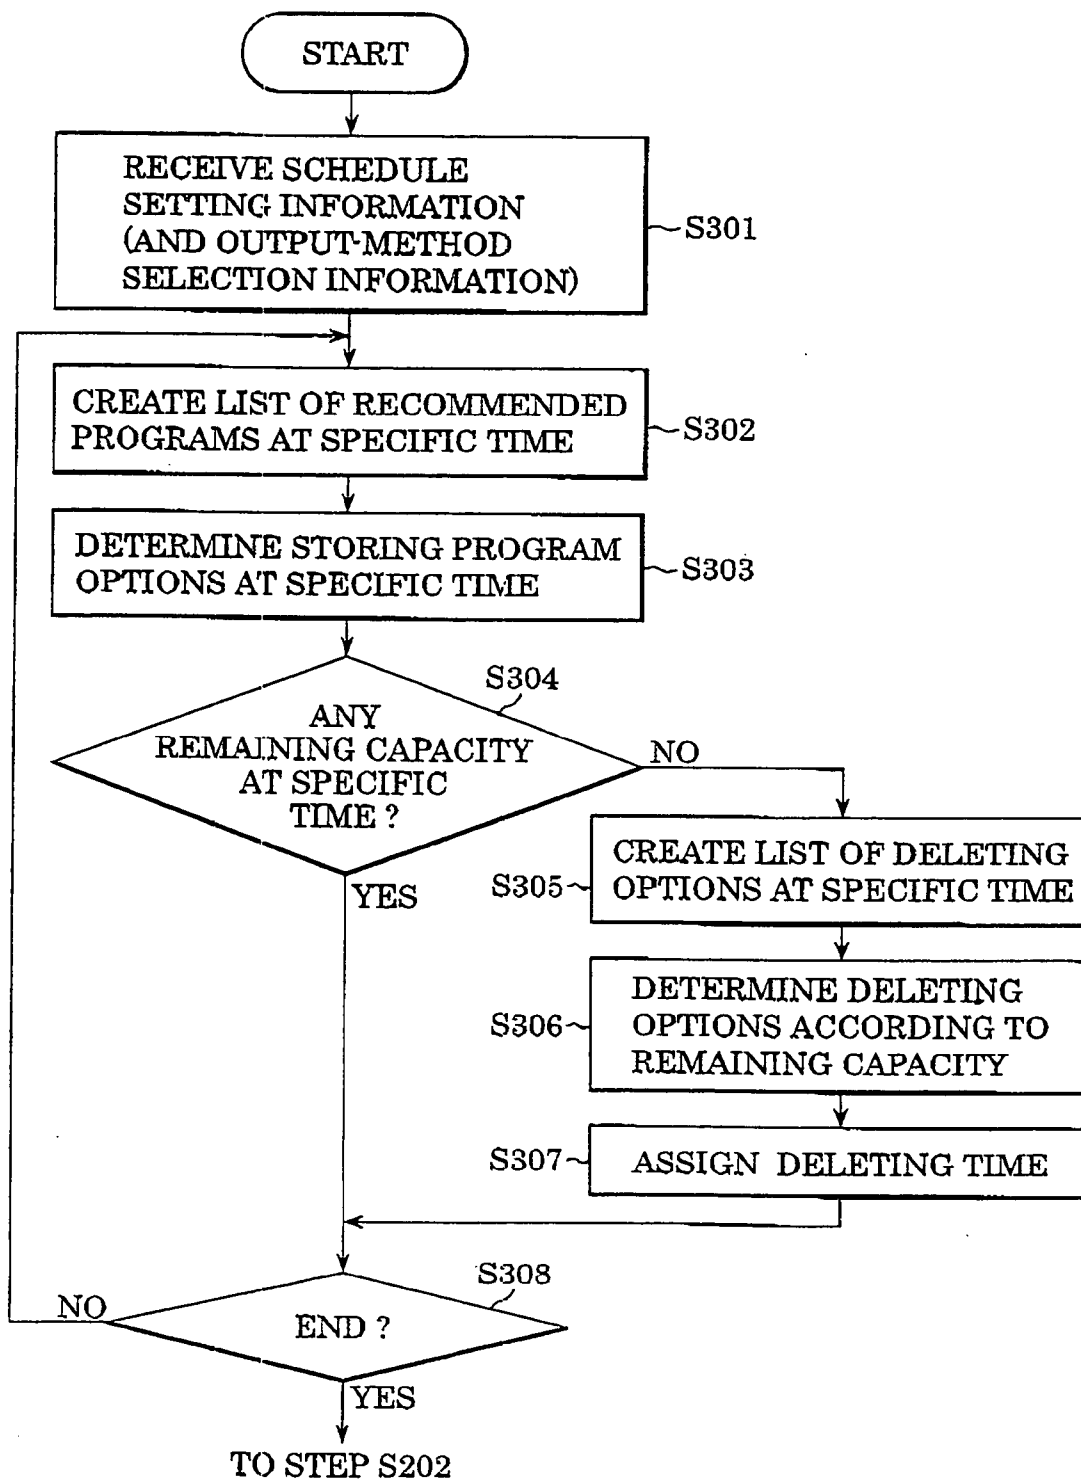 START
RECEIVE SCHEDULE
SETTING INFORMATION
(AND OUTPUT-METHOD
SELECTION INFORMATION)
S301
CREATE LIST OF RECOMMENDED
PROGRAMS AT SPECIFIC TIME
S302
DETERMINE STORING PROGRAM
OPTIONS AT SPECIFIC TIME
S303
S304
ANY
REMAINING CAPACITY
AT SPECIFIC
TIME ?
NO
YES
CREATE LIST OF DELETING
OPTIONS AT SPECIFIC TIME
S305
DETERMINE DELETING
OPTIONS ACCORDING TO
REMAINING CAPACITY
S306
S307
ASSIGN DELETING TIME
S308
NO
END ?
YES
TO STEP S202